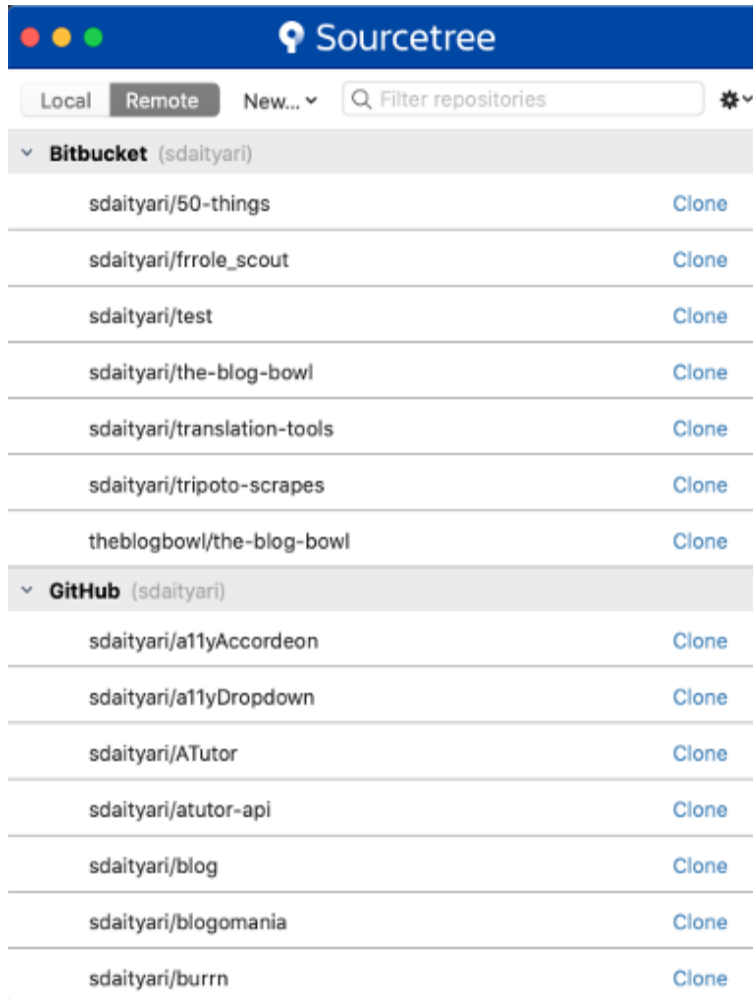 Sourcetree
Local Remote New... Filter repositories
Bitbucket (sdaityari)
sdaityari/50-things Clone
sdaityari/frrole_scout Clone
sdaityari/test Clone
sdaityari/the-blog-bowl Clone
sdaityari/translation-tools Clone
sdaityari/tripoto-scrapes Clone
theblogbowl/the-blog-bowl Clone
GitHub (sdaityari)
sdaityari/a11yAccordeon Clone
sdaityari/a11yDropdown Clone
sdaityari/ATutor Clone
sdaityari/atutor-api Clone
sdaityari/blog Clone
sdaityari/blogomania Clone
sdaityari/burrn Clone